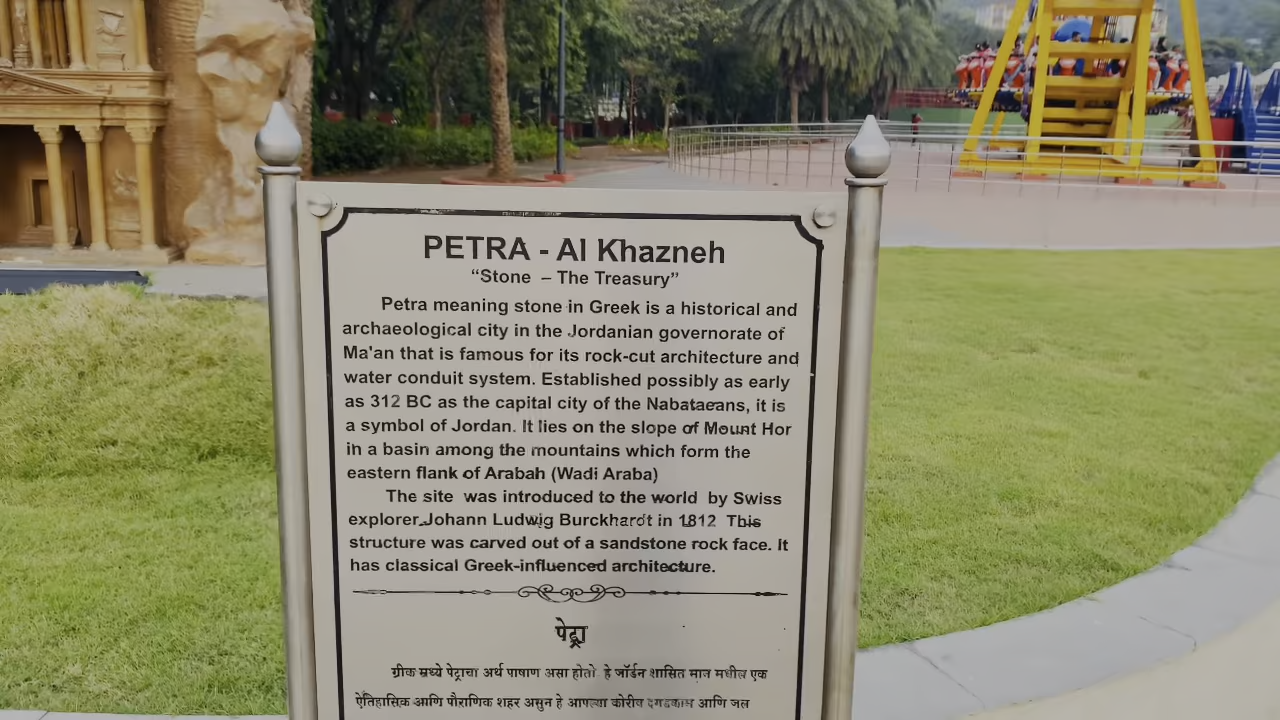 PETRA - Al Khazneh
“Stone – The Treasury”
Petra meaning stone in Greek is a historical and
archaeological city in the Jordanian governorate of
Ma'an that is famous for its rock-cut architecture and
water conduit system. Established possibly as early
as 312 BC as the capital city of the Nabataeans, it is
a symbol of Jordan. It lies on the slope of Mount Hor
in a basin among the mountains which form the
eastern flank of Arabah (Wadi Araba)
The site was introduced to the world by Swiss
explorer Johann Ludwig Burckhardt in 1812 This
structure was carved out of a sandstone rock face. It
has classical Greek-influenced architecture.
पेट्रा
ग्रीक मध्ये पेट्राचा अर्थ पाषाण असा होतो हे जॉर्डन शासित मधील एक
ऐतिहासिक आणि पौराणिक शहर असुन हे आपल्या कोरीव आणि जल